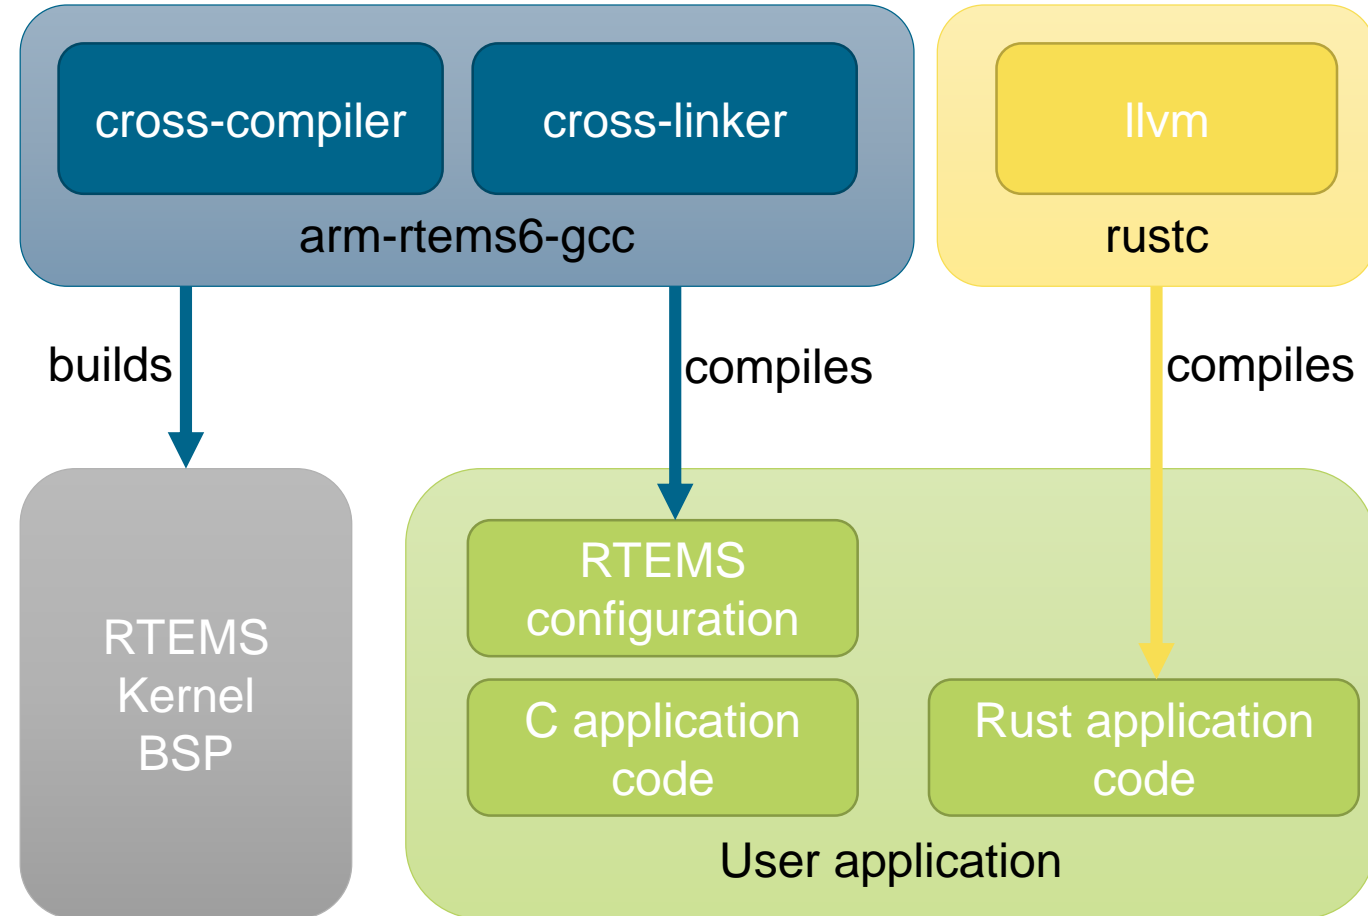 cross-compiler
cross-linker
arm-rtems6-gcc
llvm
rustc
builds
compiles
compiles
RTEMS
Kernel
BSP
RTEMS
configuration
C application
code
Rust application
code
User application